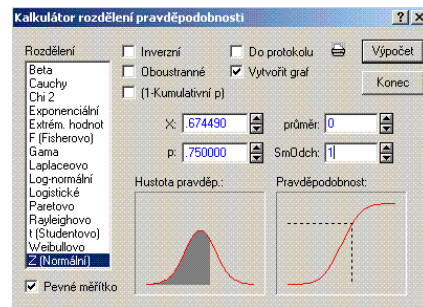 Kalkulátor rozdělení pravděpodobnosti
Rozdělení
Beta
Cauchy
Chi 2
Exponenciální
Extrém. hodnot
F (Fisherovo)
Gama
Laplaceovo
Log-normální
Logistické
Paretovo
Rayleighovo
t (Studentovo)
Weibullovo
Z (Normální)
Pevné měřítko
Inverzní
Do protokolu
Oboustranné
Vytvořit graf
(1-Kumulativní p)
Výpočet
Konec
X: .674490
průměr: 0
p: .750000
SmOdch: 1
Hustota pravděp.:
Pravděpodobnost: